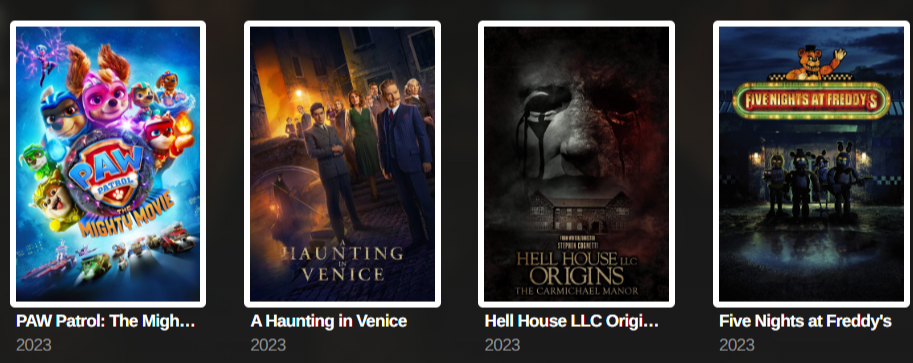 PAW
PATROL
THE
MIGHTY MOVIE
PAW Patrol: The Migh...
2023
A
HAUNTING
IN
VENICE
A Haunting in Venice
2023
STEPHEN COGNETTI
HELL HOUSE LLC
ORIGINS
THE CARMICHAEL MANOR
Hell House LLC Origi...
2023
FIVE NIGHTS AT FREDDY'S
Five Nights at Freddy's
2023